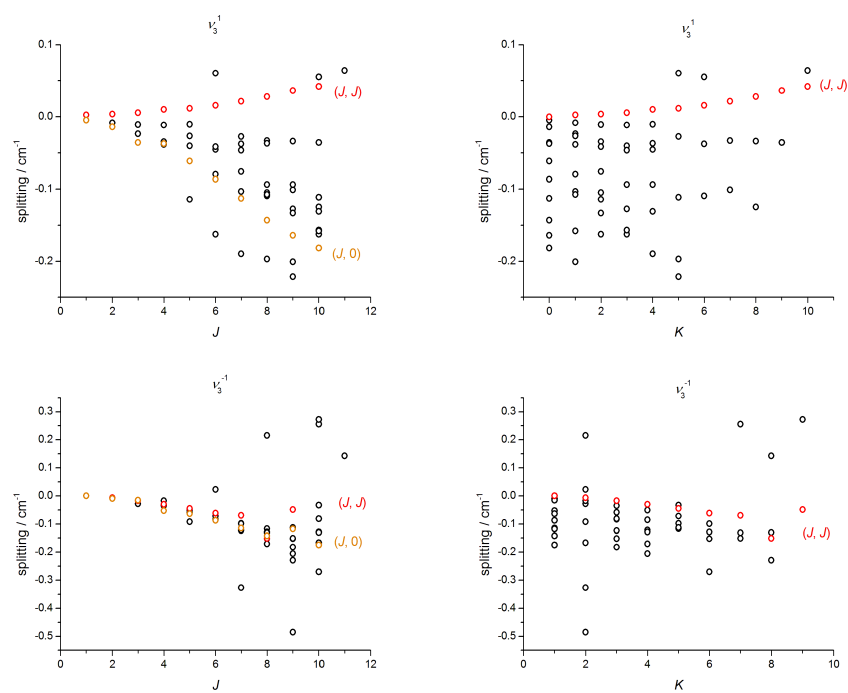 ν₃¹
0.1
0.0
-0.1
-0.2
splitting / cm⁻¹
(J, J)
(J, 0)
0 2 4 6 8 10 12
J
ν₃¹
0.1
0.0
-0.1
-0.2
splitting / cm⁻¹
(J, J)
0 2 4 6 8 10
K
ν₃⁻¹
0.3
0.2
0.1
0.0
-0.1
-0.2
-0.3
-0.4
-0.5
splitting / cm⁻¹
(J, J)
(J, 0)
0 2 4 6 8 10 12
J
ν₃⁻¹
0.3
0.2
0.1
0.0
-0.1
-0.2
-0.3
-0.4
-0.5
splitting / cm⁻¹
(J, J)
0 2 4 6 8 10
K